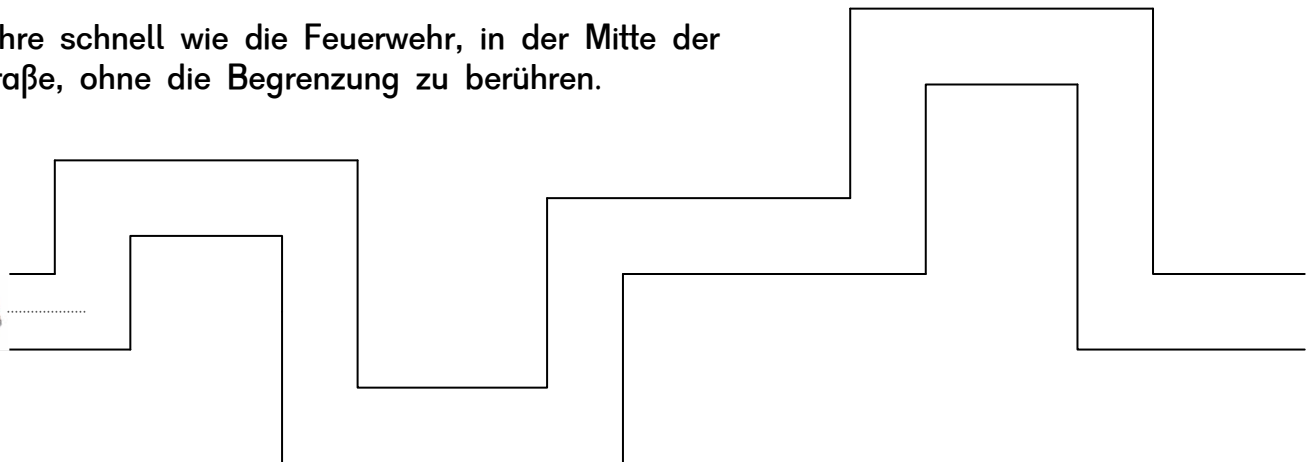 hre schnell wie die Feuerwehr, in der Mitte der
raße, ohne die Begrenzung zu berühren.